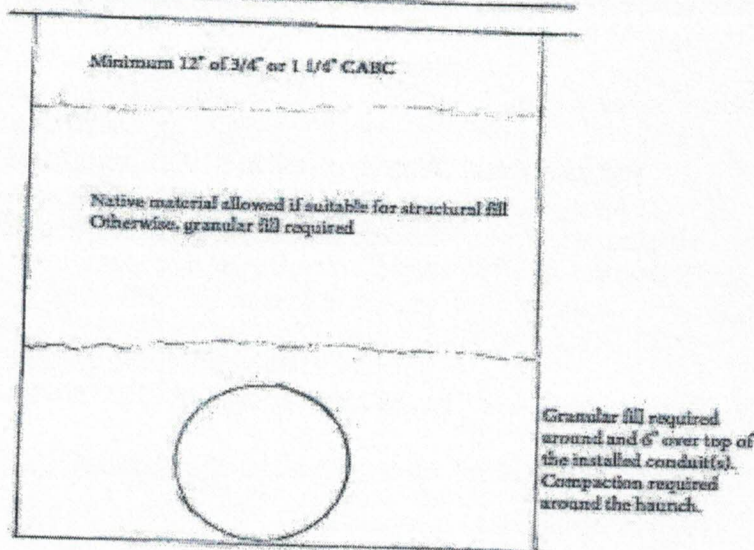 Minimum 12" of 3/4" or 1 1/4" CABC
Native material allowed if suitable for structural fill
Otherwise, granular fill required
Granular fill required
around and 6" over top of
the installed conduit(s).
Compaction required
around the haunch.